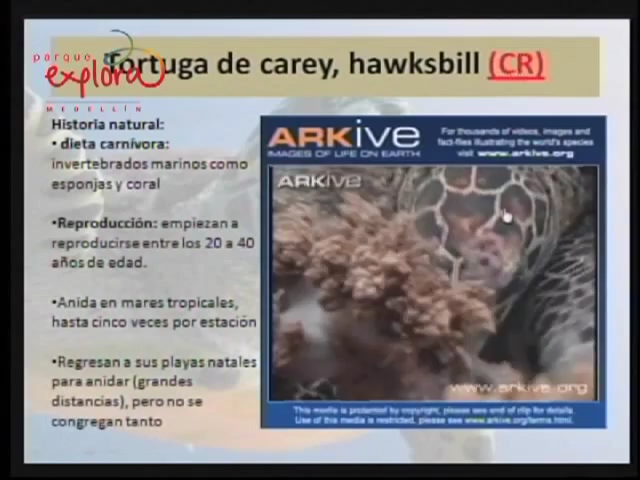 Tortuga de carey, hawksbill (CR)
parque
explora
MEDELLÍN
Historia natural:
• dieta carnívora:
invertebrados marinos como
esponjas y coral
•Reproducción: empiezan a
reproducirse entre los 20 a 40
años de edad.
•Anida en mares tropicales,
hasta cinco veces por estación
•Regresan a sus playas natales
para anidar (grandes
distancias), pero no se
congregan tanto
ARKive
IMAGES OF LIFE ON EARTH
For thousands of videos, images and
fact-files illustrating the world's species
visit www.arkive.org
ARKive
www.arkive.org
This media is protected by copyright, please see end of clip for details.
Use of this media is restricted, please see www.arkive.org/terms.html.